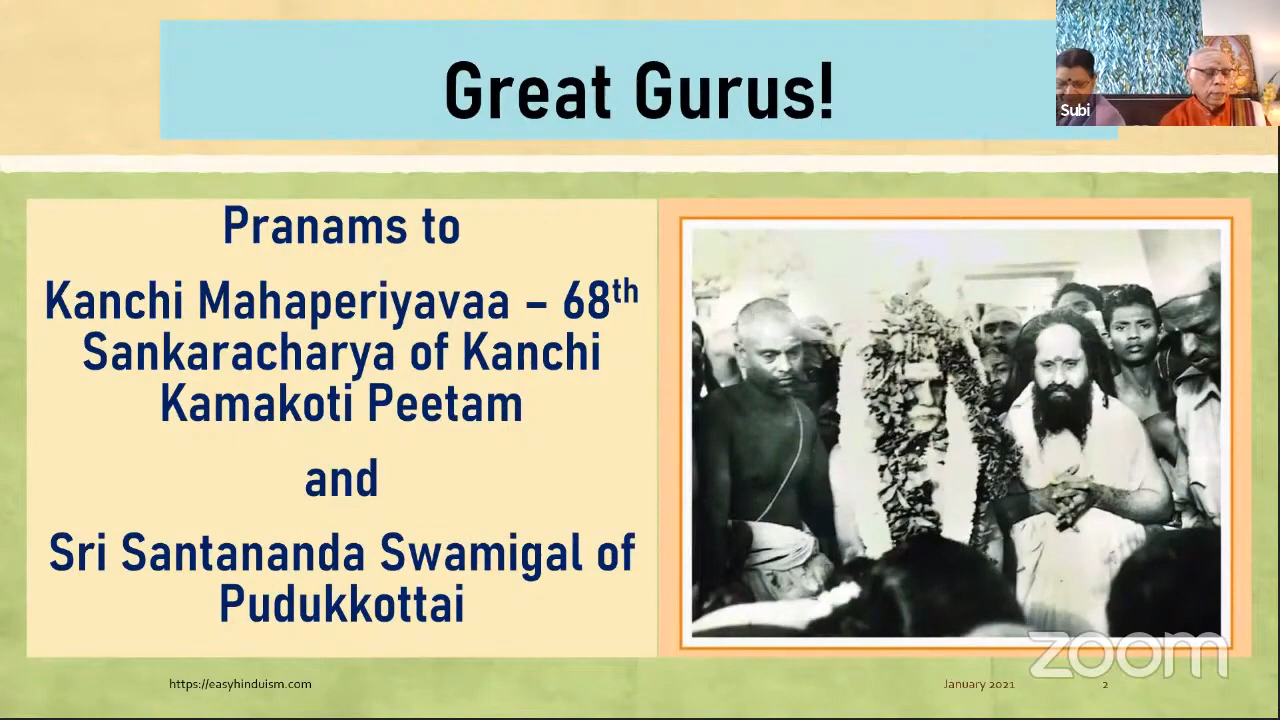 Great Gurus!
Subi
Pranams to
Kanchi Mahaperiyavaa – 68th
Sankaracharya of Kanchi
Kamakoti Peetam
and
Sri Santananda Swamigal of
Pudukkottai
zoom
https://easyhinduism.com
January 2021
2